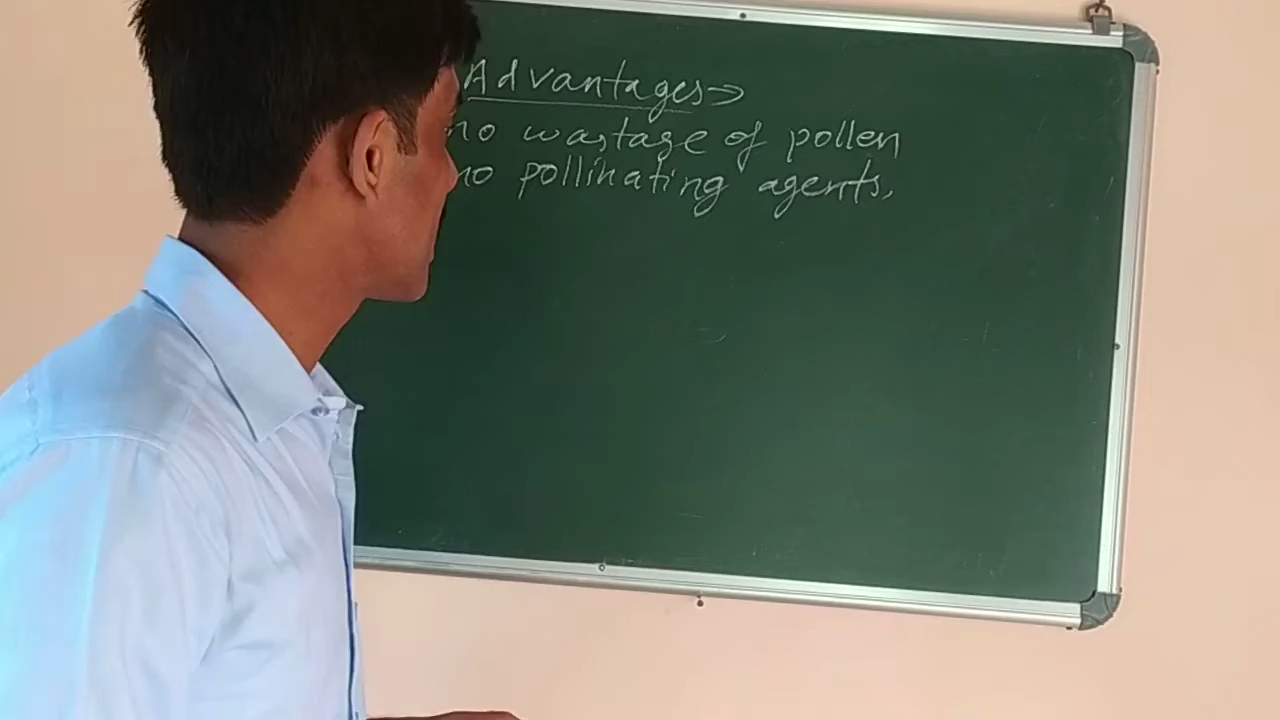 Advantages→
no wastage of pollen
no pollinating agents.